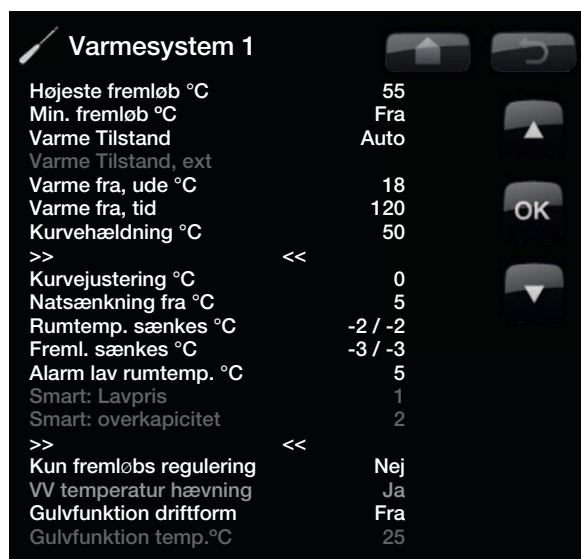 Varmesystem 1
Højeste fremløb °C 55
Min. fremløb ºC Fra
Varme Tilstand Auto
Varme Tilstand, ext
Varme fra, ude °C 18
Varme fra, tid 120
Kurvehældning °C 50
>> <<
Kurvejustering °C 0
Natsænkning fra °C 5
Rumtemp. sænkes °C -2 / -2
Freml. sænkes °C -3 / -3
Alarm lav rumtemp. °C 5
Smart: Lavpris 1
Smart: overkapicitet 2
>> <<
Kun fremløbs regulering Nej
VV temperatur hævning Ja
Gulvfunktion driftform Fra
Gulvfunktion temp.ºC 25
OK